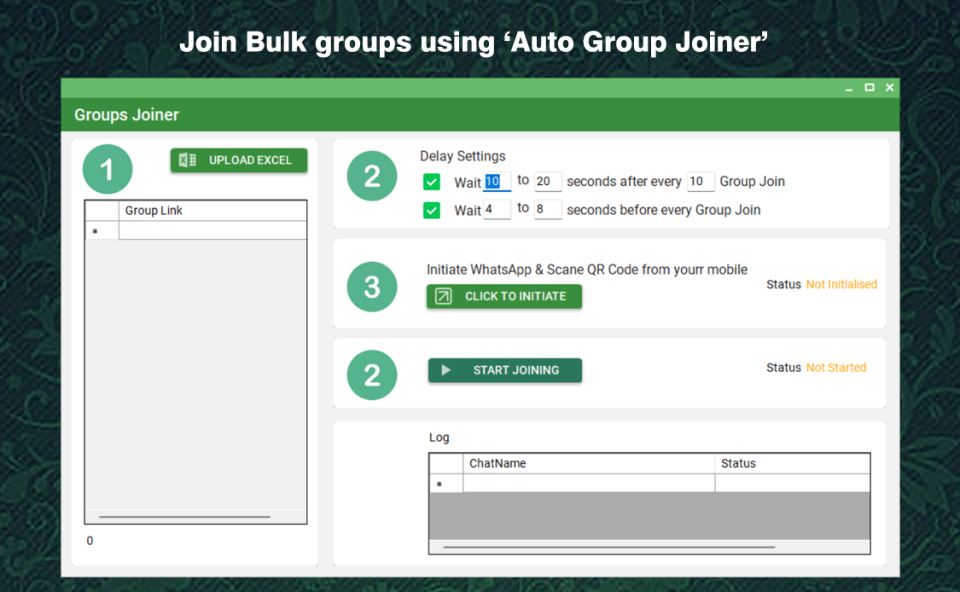 Join Bulk groups using ‘Auto Group Joiner’
Groups Joiner
1
UPLOAD EXCEL
Group Link
0
2
Delay Settings
Wait 10 to 20 seconds after every 10 Group Join
Wait 4 to 8 seconds before every Group Join
3
Initiate WhatsApp & Scane QR Code from yourr mobile
CLICK TO INITIATE
Status Not Initialised
2
START JOINING
Status Not Started
Log
ChatName Status